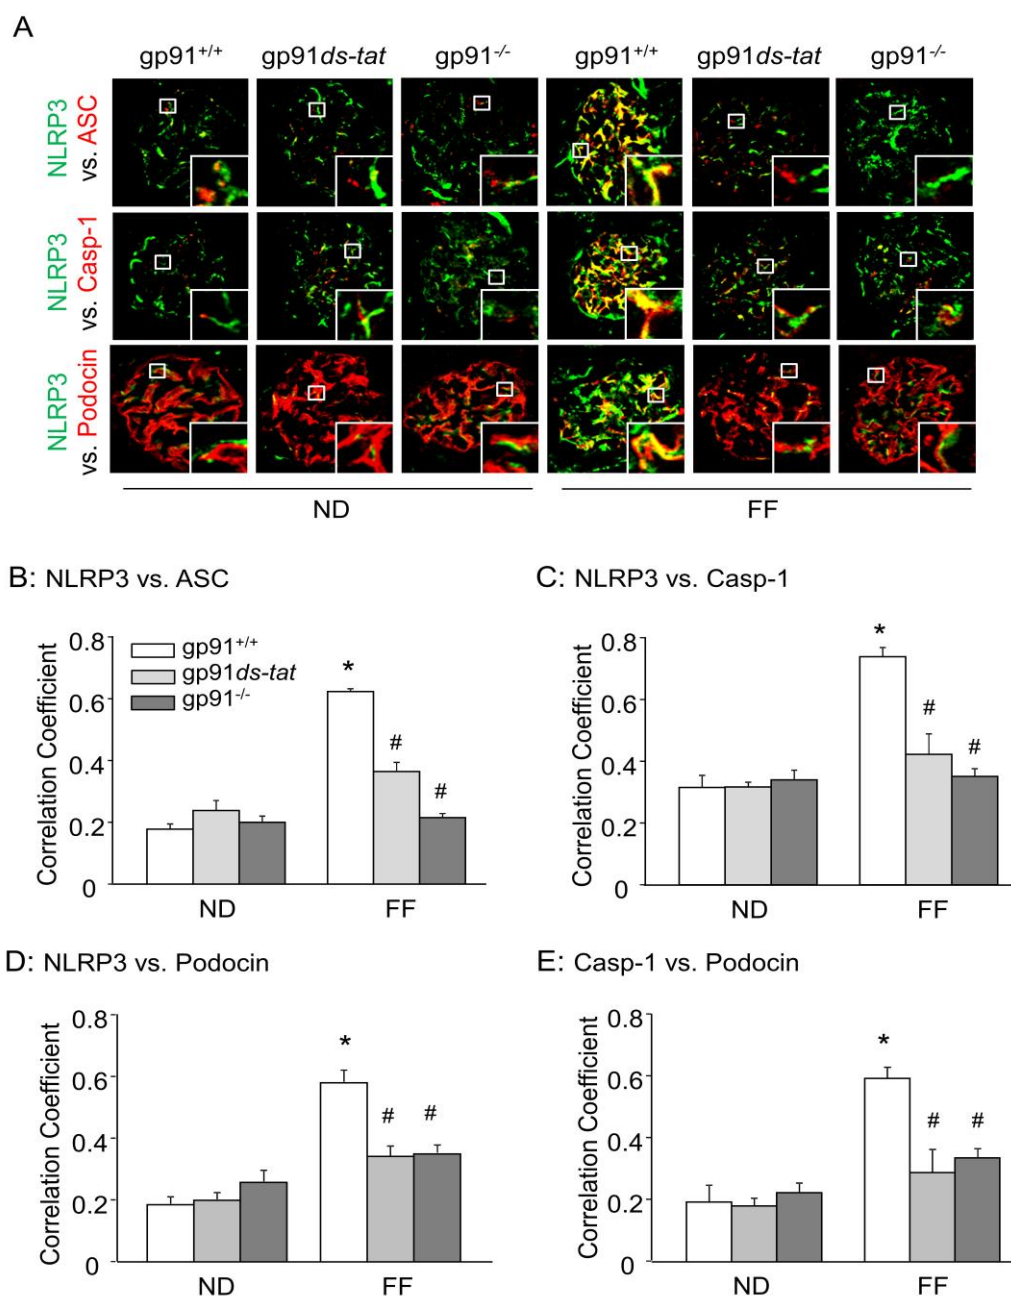 A
gp91+/+ gp91ds-tat gp91-/- gp91+/+ gp91ds-tat gp91-/-
NLRP3
vs. ASC
NLRP3
vs. Casp-1
NLRP3
vs. Podocin
ND FF
B: NLRP3 vs. ASC
Correlation Coefficient
0.8
0.6
0.4
0.2
0
gp91+/+
gp91ds-tat
gp91-/-
*
#
#
ND FF
C: NLRP3 vs. Casp-1
Correlation Coefficient
0.8
0.6
0.4
0.2
0
*
#
#
ND FF
D: NLRP3 vs. Podocin
Correlation Coefficient
0.8
0.6
0.4
0.2
0
*
# #
ND FF
E: Casp-1 vs. Podocin
Correlation Coefficient
0.8
0.6
0.4
0.2
0
*
# #
ND FF